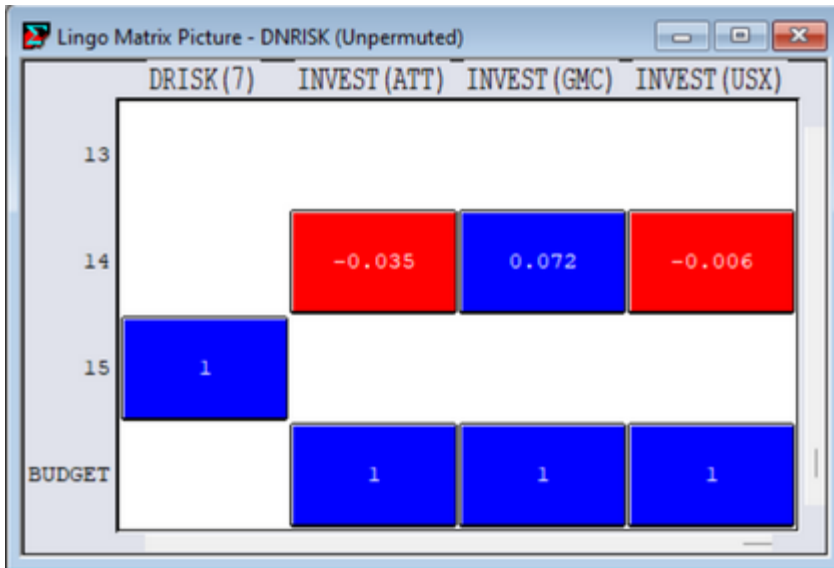 Lingo Matrix Picture - DNRISK (Unpermuted)
DRISK(7) INVEST(ATT) INVEST(GMC) INVEST(USX)
13
14 -0.035 0.072 -0.006
15 1
BUDGET 1 1 1